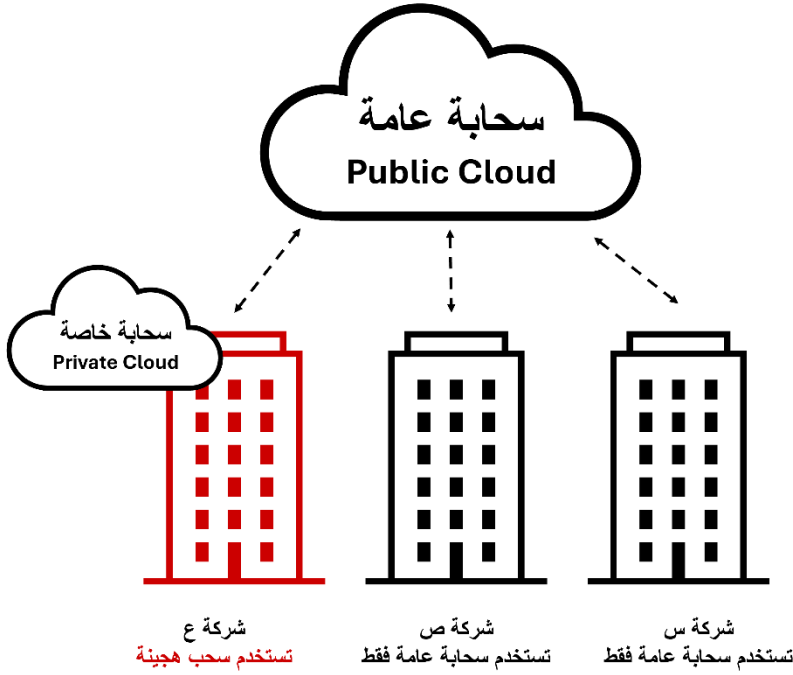 سحابة عامة
Public Cloud
سحابة خاصة
Private Cloud
شركة س
تستخدم سحابة عامة فقط
شركة ص
تستخدم سحابة عامة فقط
شركة ع
تستخدم سحب هجينة